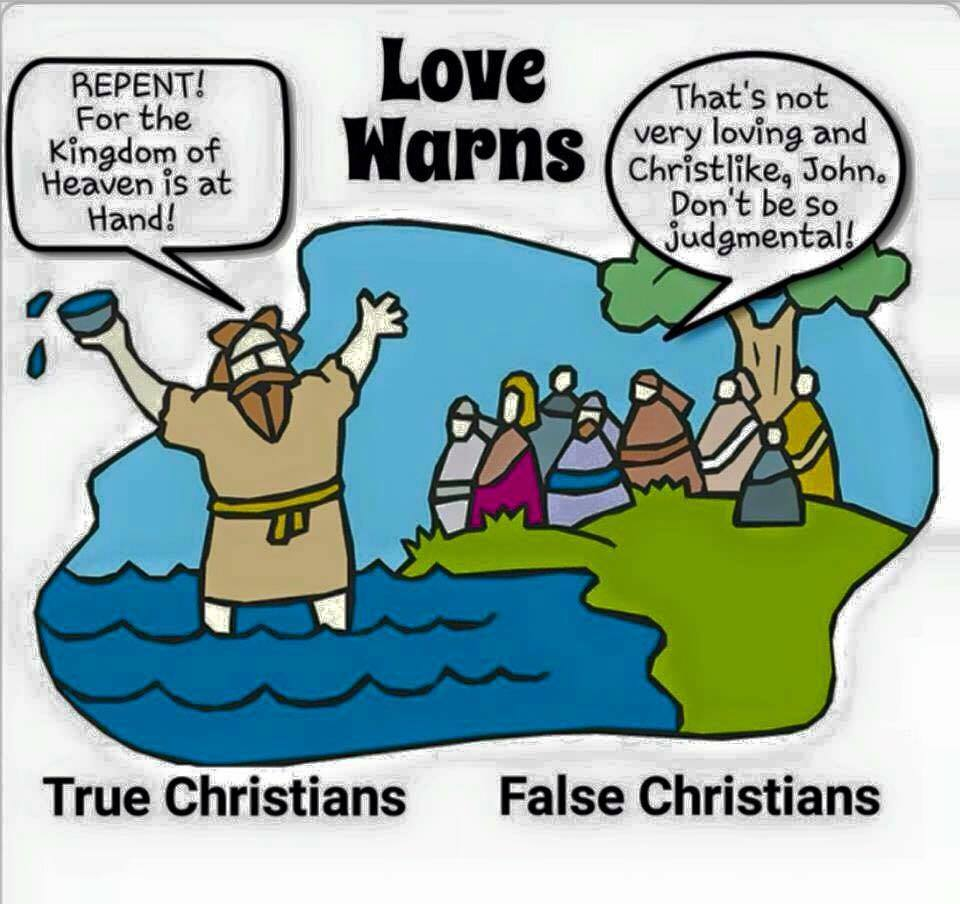 Love
Warns
REPENT!
For the
Kingdom of
Heaven is at
Hand!
That's not
very loving and
Christlike, John.
Don't be so
judgmental!
True Christians
False Christians